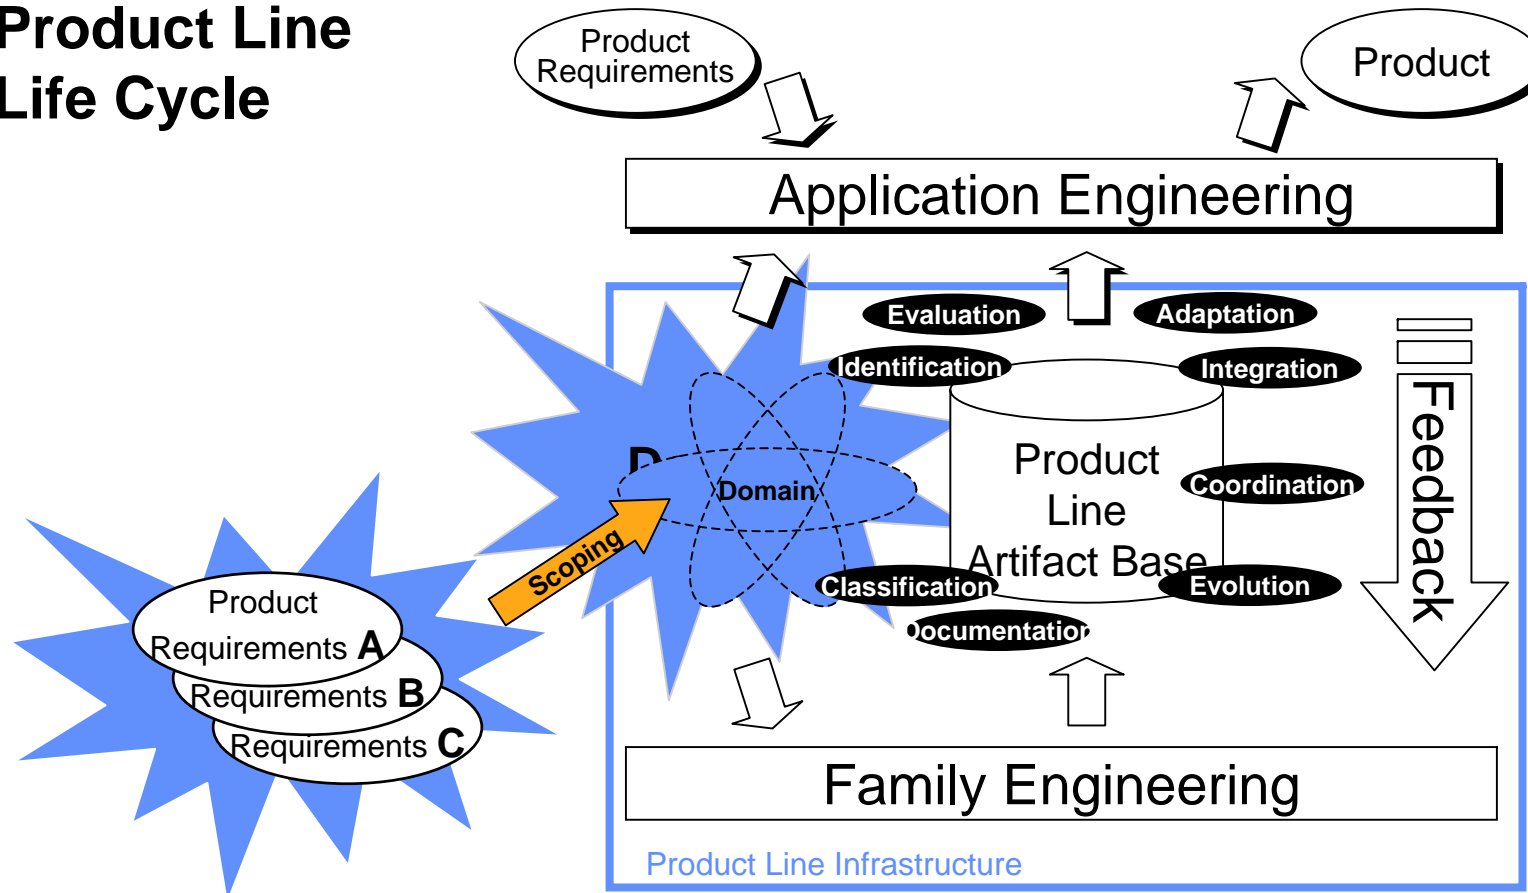 Product Line
Life Cycle
Product
Requirements
Product
Application Engineering
Evaluation
Adaptation
Identification
Integration
Feedback
D
Domain
Product
Line
Artifact Base
Coordination
Scoping
Classification
Evolution
Documentation
Product
Requirements A
Requirements B
Requirements C
Family Engineering
Product Line Infrastructure